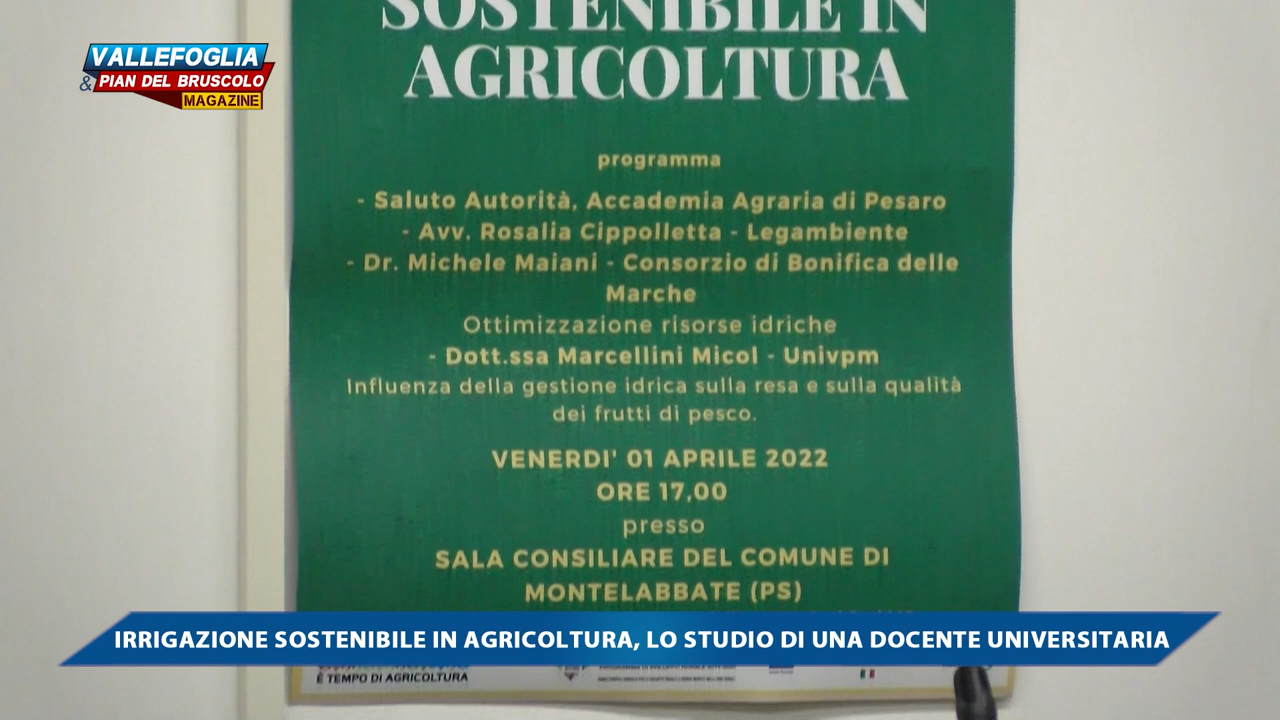 SOSTENIBILE IN
AGRICOLTURA
VALLEFOGLIA
& PIAN DEL BRUSCOLO
MAGAZINE
programma
- Saluto Autorità, Accademia Agraria di Pesaro
- Avv. Rosalia Cippolletta - Legambiente
- Dr. Michele Maiani - Consorzio di Bonifica delle
Marche
Ottimizzazione risorse idriche
- Dott.ssa Marcellini Micol - Univpm
Influenza della gestione idrica sulla resa e sulla qualità
dei frutti di pesco.
VENERDI' 01 APRILE 2022
ORE 17,00
presso
SALA CONSILIARE DEL COMUNE DI
MONTELABBATE (PS)
IRRIGAZIONE SOSTENIBILE IN AGRICOLTURA, LO STUDIO DI UNA DOCENTE UNIVERSITARIA
È TEMPO DI AGRICOLTURA